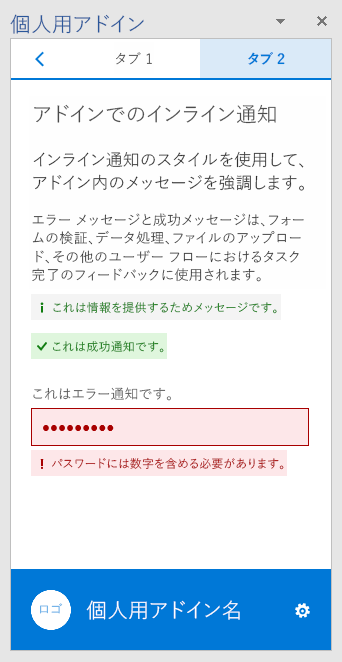 個人用アドイン
タブ 1
タブ 2
アドインでのインライン通知
インライン通知のスタイルを使用して、
アドイン内のメッセージを強調します。
エラー メッセージと成功メッセージは、フォー
ムの検証、データ処理、ファイルのアップロー
ド、その他のユーザー フローにおけるタスク
完了のフィードバックに使用されます。
これは情報を提供するためメッセージです。
これは成功通知です。
これはエラー通知です。
パスワードには数字を含める必要があります。
ロゴ
個人用アドイン名